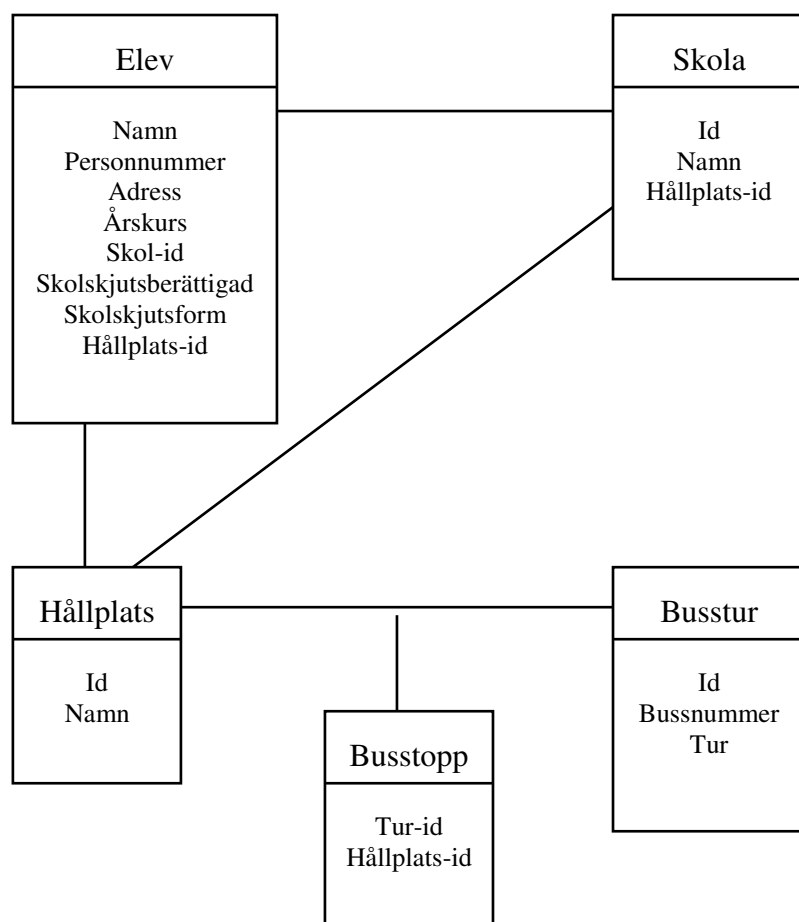 Elev
Namn
Personnummer
Adress
Årskurs
Skol-id
Skolskjutsberättigad
Skolskjutsform
Hållplats-id
Skola
Id
Namn
Hållplats-id
Hållplats
Id
Namn
Busstopp
Tur-id
Hållplats-id
Busstur
Id
Bussnummer
Tur